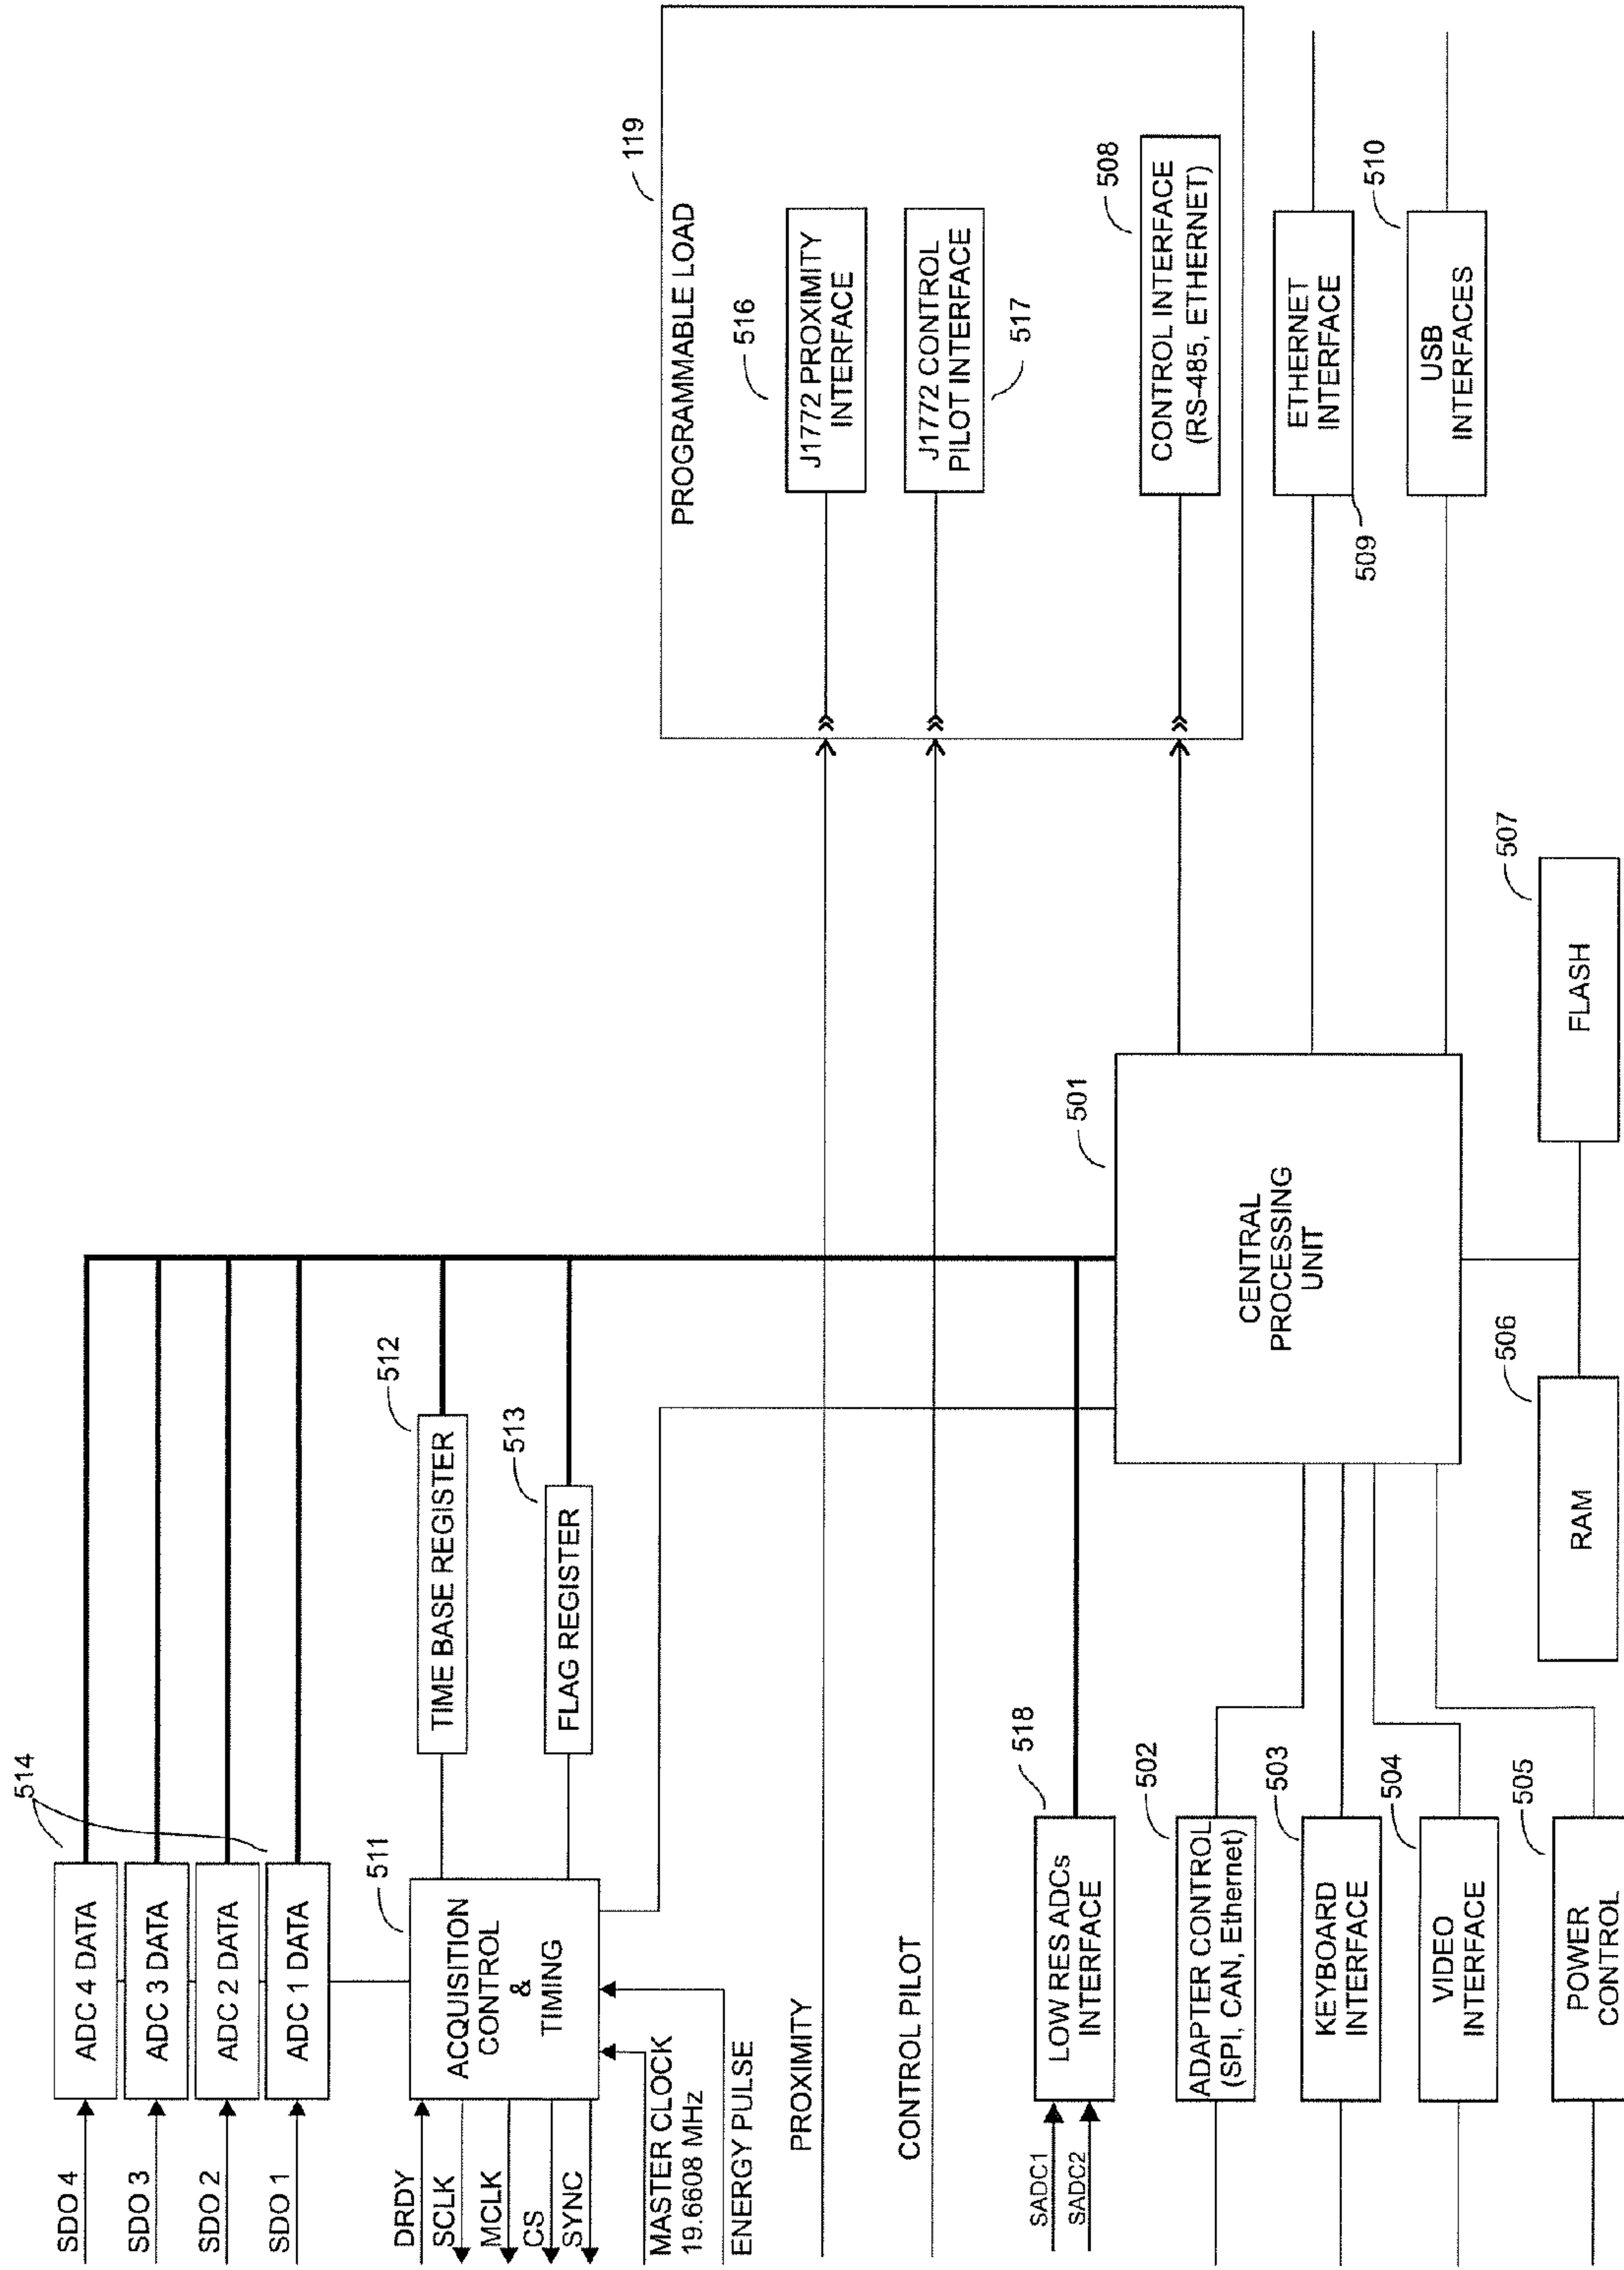 SDO 4
SDO 3
SDO 2
SDO 1
514
ADC 4 DATA
ADC 3 DATA
ADC 2 DATA
ADC 1 DATA
DRDY
SCLK
MCLK
CS
SYNC
MASTER CLOCK
19.6608 MHz
ENERGY PULSE
511
ACQUISITION
CONTROL
&
TIMING
512
TIME BASE REGISTER
513
FLAG REGISTER
PROXIMITY
CONTROL PILOT
119
PROGRAMMABLE LOAD
516
J1772 PROXIMITY
INTERFACE
J1772 CONTROL
PILOT INTERFACE
517
508
CONTROL INTERFACE
(RS-485, ETHERNET)
SADC1
SADC2
518
LOW RES ADCs
INTERFACE
502
ADAPTER CONTROL
(SPI, CAN, Ethernet)
503
KEYBOARD
INTERFACE
504
VIDEO
INTERFACE
505
POWER
CONTROL
501
CENTRAL
PROCESSING
UNIT
506
RAM
507
FLASH
ETHERNET
INTERFACE
509
510
USB
INTERFACES